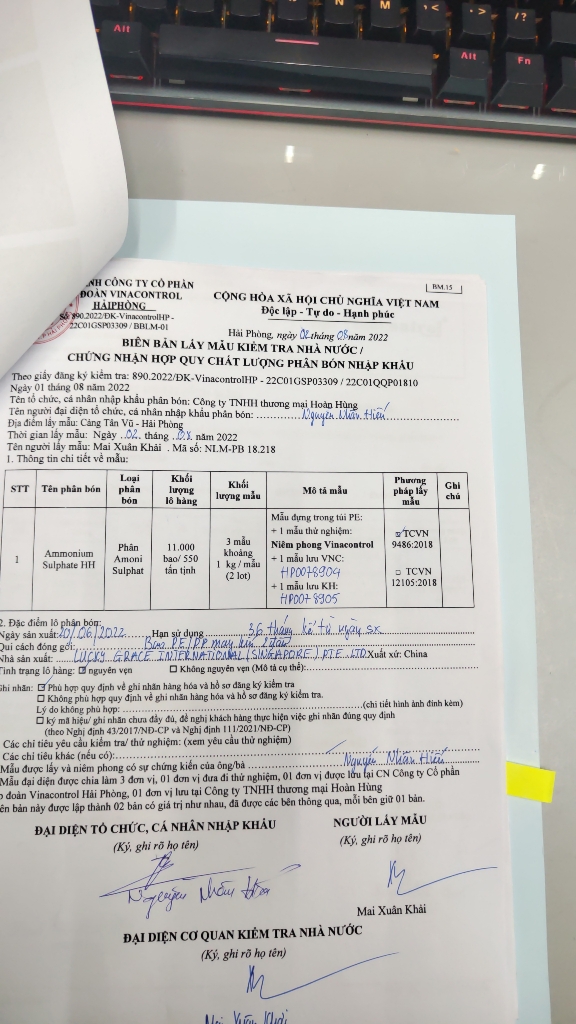 N
M
' <
' >
/?
Alt
Alt
Fn
BM.15
NH CÔNG TY CỔ PHẦN
ĐOÀN VINACONTROL
HẢI PHÒNG
Số: 890.2022/ĐK-VinacontrolHP -
22C01GSP03309 / BBLM-01
CỘNG HÒA XÃ HỘI CHỦ NGHĨA VIỆT NAM
Độc lập - Tự do - Hạnh phúc
Hải Phòng, ngày 02 tháng 08 năm 2022
BIÊN BẢN LẤY MẪU KIỂM TRA NHÀ NƯỚC /
CHỨNG NHẬN HỢP QUY CHẤT LƯỢNG PHÂN BÓN NHẬP KHẨU
Theo giấy đăng ký kiểm tra: 890.2022/ĐK-VinacontrolHP - 22C01GSP03309 / 22C01QQP01810
Ngày 01 tháng 08 năm 2022
Tên tổ chức, cá nhân nhập khẩu phân bón: Công ty TNHH thương mại Hoàn Hùng
Tên người đại diện tổ chức, cá nhân nhập khẩu phân bón: Nguyễn Nhân Hiếu
Địa điểm lấy mẫu: Cảng Tân Vũ - Hải Phòng
Thời gian lấy mẫu: Ngày 02 tháng 08 năm 2022
Tên người lấy mẫu: Mai Xuân Khải . Mã số: NLM-PB 18.218
1. Thông tin chi tiết về mẫu:
STT Tên phân bón Loại phân bón Khối lượng lô hàng Khối lượng mẫu Mô tả mẫu Phương pháp lấy mẫu Ghi chú
1 Ammonium Sulphate HH Phân Amoni Sulphat 11.000 bao/ 550 tấn tịnh 3 mẫu khoảng 1 kg / mẫu (2 lot)
Mẫu đựng trong túi PE:
+ 1 mẫu thử nghiệm:
Niêm phong Vinacontrol
+ 1 mẫu lưu VNC:
HP0078904
+ 1 mẫu lưu KH:
HP0078905
☑ TCVN 9486:2018
☐ TCVN 12105:2018
2. Đặc điểm lô phân bón:
Ngày sản xuất: 20/06/2022 Hạn sử dụng 36 tháng kể từ ngày sx
Qui cách đóng gói: Bao PE/PP may kín 2 đầu
Nhà sản xuất: LUCKY GRACE INTERNATIONAL (SINGAPORE) PTE LTD Xuất xứ: China
Tình trạng lô hàng: ☑ nguyên vẹn ☐ Không nguyên vẹn (Mô tả cụ thể):
Ghi nhãn: ☑ Phù hợp quy định về ghi nhãn hàng hóa và hồ sơ đăng ký kiểm tra
☐ Không phù hợp quy định về ghi nhãn hàng hóa và hồ sơ đăng ký kiểm tra.
Lý do không phù hợp: (chi tiết hình ảnh đính kèm)
☐ ký mã hiệu/ ghi nhãn chưa đầy đủ, đề nghị khách hàng thực hiện việc ghi nhãn đúng quy định
(theo Nghị định 43/2017/NĐ-CP và Nghị định 111/2021/NĐ-CP)
Các chỉ tiêu yêu cầu kiểm tra/ thử nghiệm: (xem yêu cầu thử nghiệm)
Các chỉ tiêu khác (nếu có):
Mẫu được lấy và niêm phong có sự chứng kiến của ông/bà Nguyễn Nhân Hiếu
Mẫu đại diện được chia làm 3 đơn vị, 01 đơn vị đưa đi thử nghiệm, 01 đơn vị được lưu tại CN Công ty Cổ phần
đoàn Vinacontrol Hải Phòng, 01 đơn vị lưu tại Công ty TNHH thương mại Hoàn Hùng
ên bản này được lập thành 02 bản có giá trị như nhau, đã được các bên thông qua, mỗi bên giữ 01 bản.
ĐẠI DIỆN TỔ CHỨC, CÁ NHÂN NHẬP KHẨU
(Ký, ghi rõ họ tên)
NGƯỜI LẤY MẪU
(Ký, ghi rõ họ tên)
Nguyễn Nhân Hiếu
Mai Xuân Khải
ĐẠI DIỆN CƠ QUAN KIỂM TRA NHÀ NƯỚC
(Ký, ghi rõ họ tên)
Mai Xuân Khải